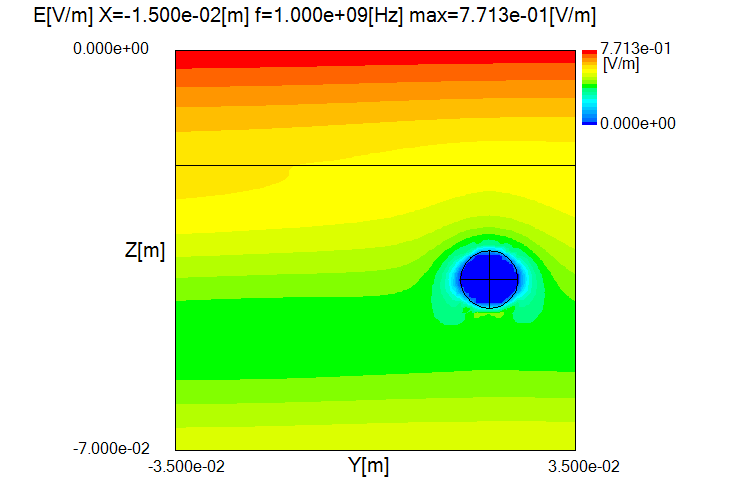 E[V/m] X=-1.500e-02[m] f=1.000e+09[Hz] max=7.713e-01[V/m]
0.000e+00
7.713e-01
[V/m]
0.000e+00
Z[m]
-7.000e-02
-3.500e-02
Y[m]
3.500e-02